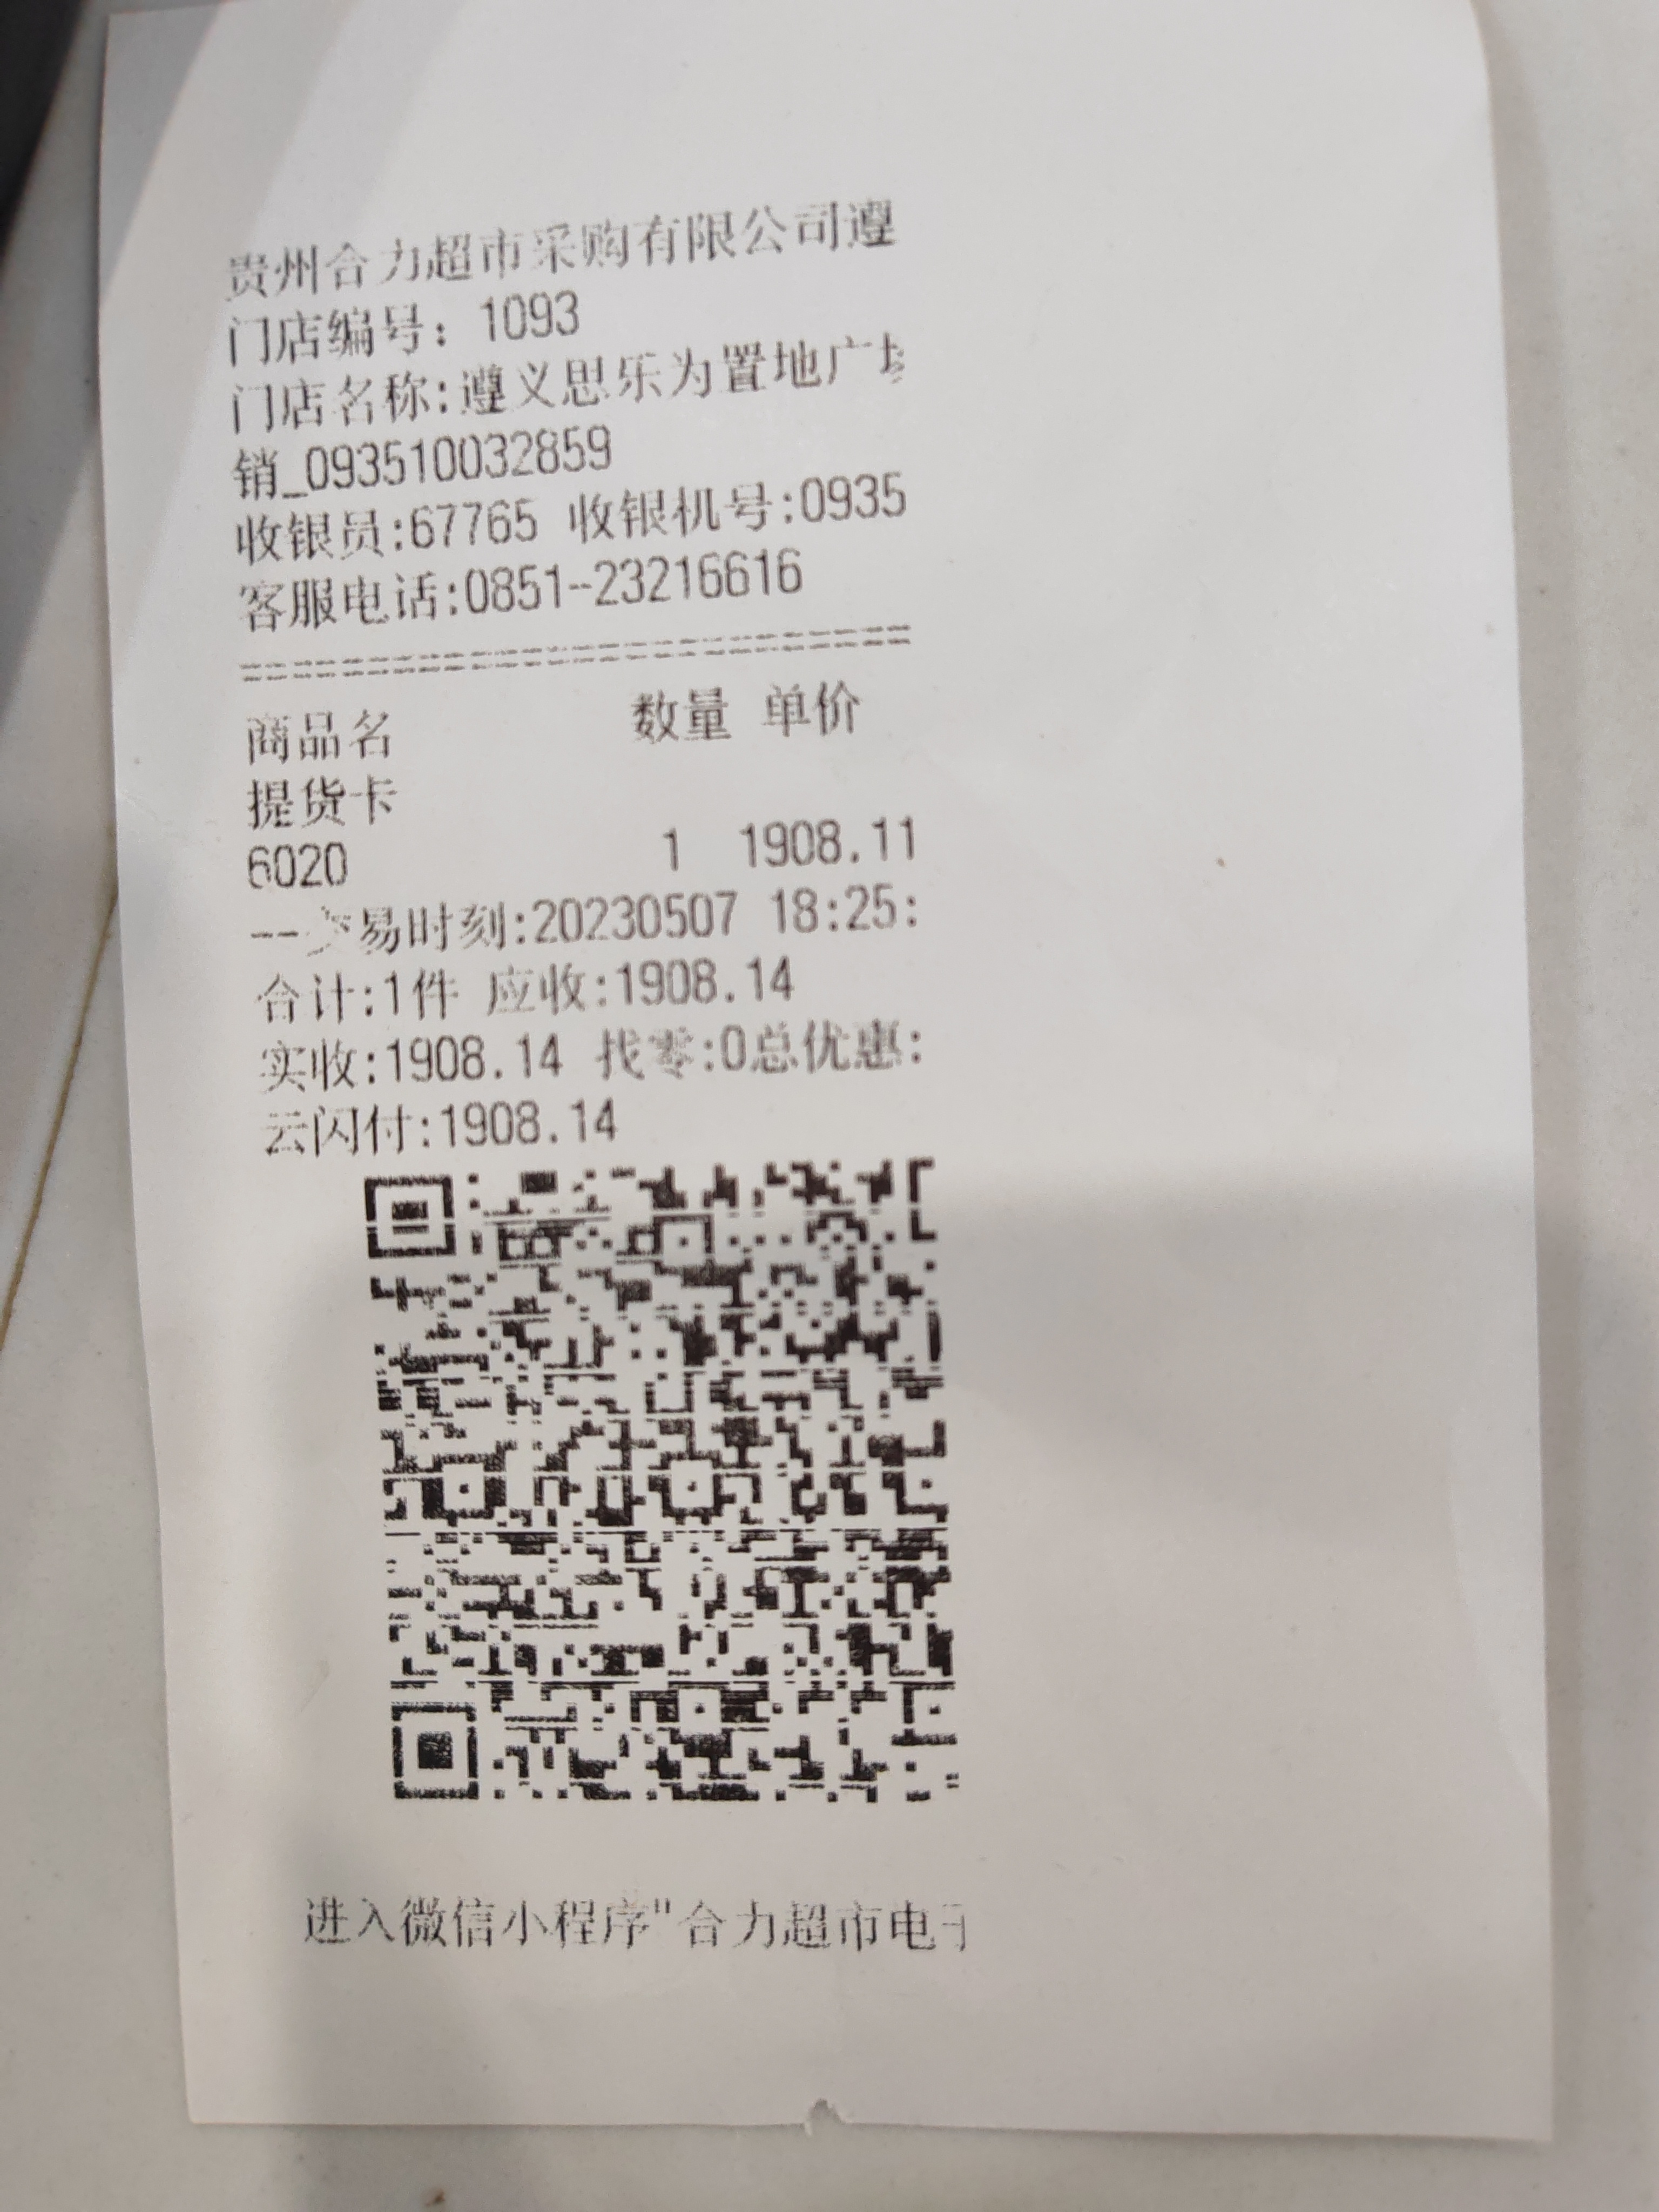 贵州合力超市采购有限公司遵
门店编号：1093
门店名称:遵义思乐为置地广
销_093510032859
收银员:67765 收银机号:0935
客服电话:0851--23216616
商品名 数量 单价
提货卡
6020 1 1908.11
--交易时刻:20230507 18:25:
合计:1件 应收:1908.14
实收:1908.14 找零:0总优惠:
云闪付:1908.14
进入微信小程序"合力超市电